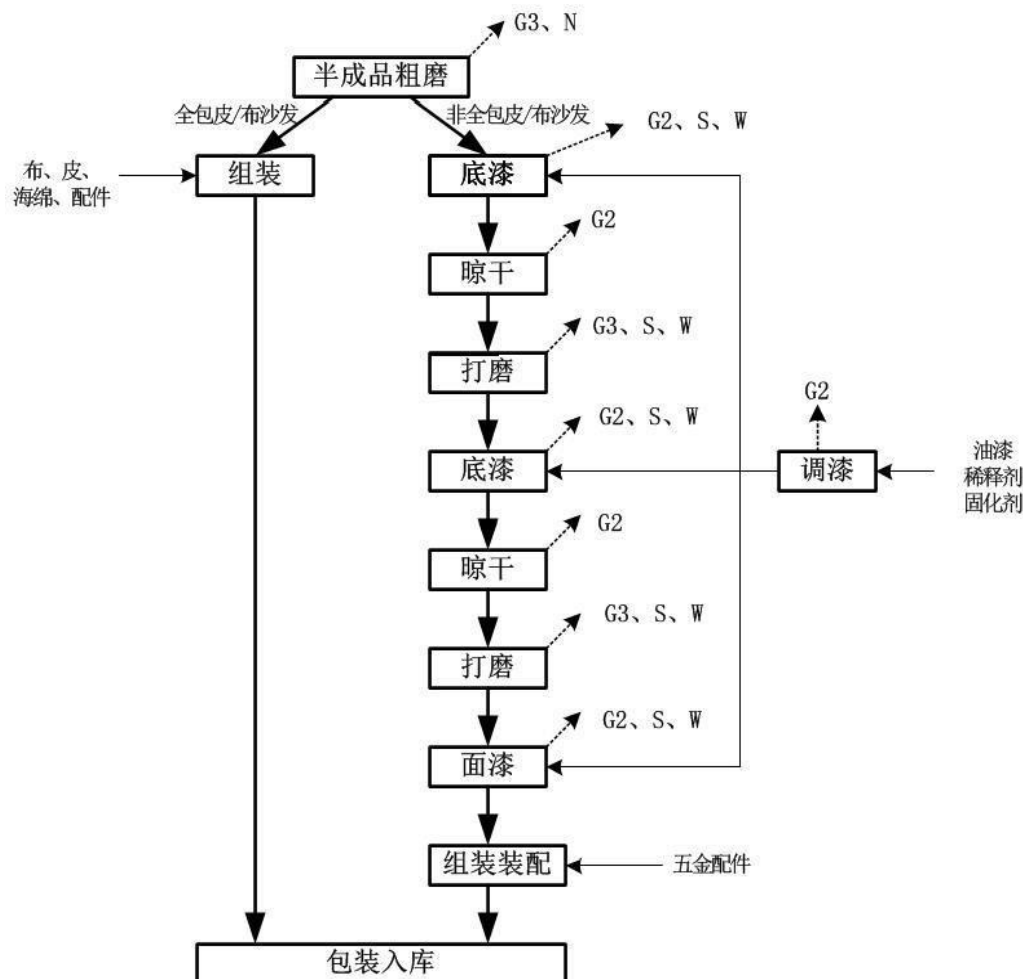 G3、N
半成品粗磨
全包皮/布沙发
非全包皮/布沙发
G2、S、W
布、皮、
海绵、配件
组装
底漆
G2
晾干
G3、S、W
打磨
G2
G2、S、W
底漆
调漆
油漆
稀释剂
固化剂
G2
晾干
G3、S、W
打磨
G2、S、W
面漆
组装装配
五金配件
包装入库